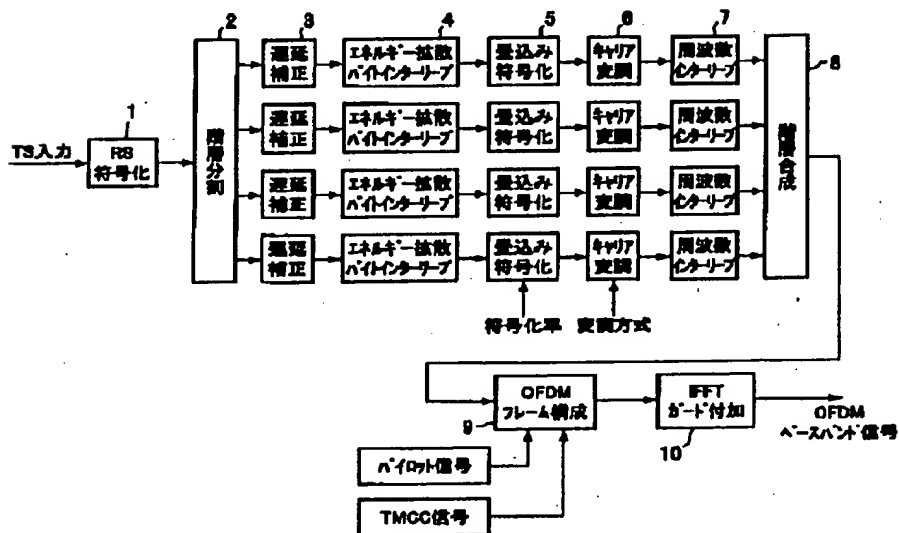 2
3
4
5
6
7
8
1
TS入力
RS
符号化
階層分割
遅延
補正
エネルギー拡散
バイトインターリーブ
畳込み
符号化
キャリア
変調
周波数
インターリーブ
遅延
補正
エネルギー拡散
バイトインターリーブ
畳込み
符号化
キャリア
変調
周波数
インターリーブ
遅延
補正
エネルギー拡散
バイトインターリーブ
畳込み
符号化
キャリア
変調
周波数
インターリーブ
遅延
補正
エネルギー拡散
バイトインターリーブ
畳込み
符号化
キャリア
変調
周波数
インターリーブ
階層合成
符号化率
変調方式
OFDM
フレーム構成
9
IFFT
ガード付加
10
OFDM
ベースバンド信号
パイロット信号
TMCC信号